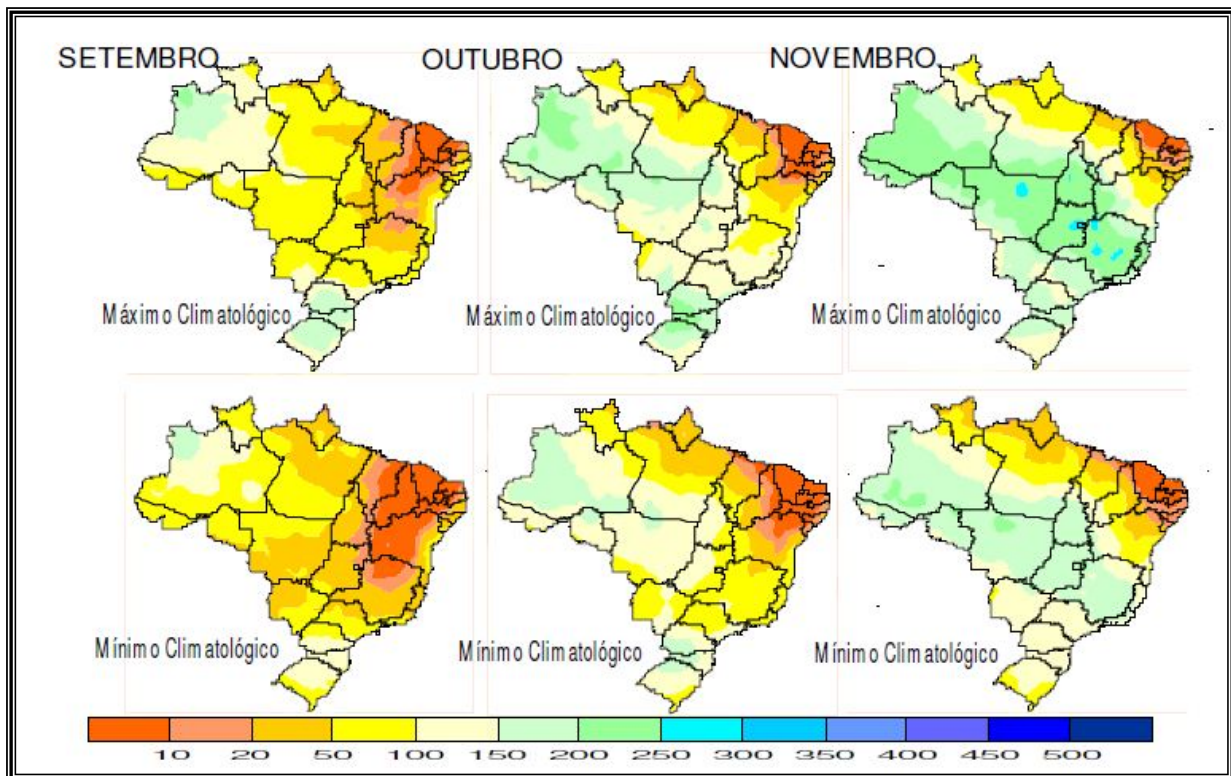 SETEMBRO OUTUBRO NOVEMBRO
Máximo Climatológico Máximo Climatológico Máximo Climatológico
Mínimo Climatológico Mínimo Climatológico Mínimo Climatológico
10 20 50 100 150 200 250 300 350 400 450 500